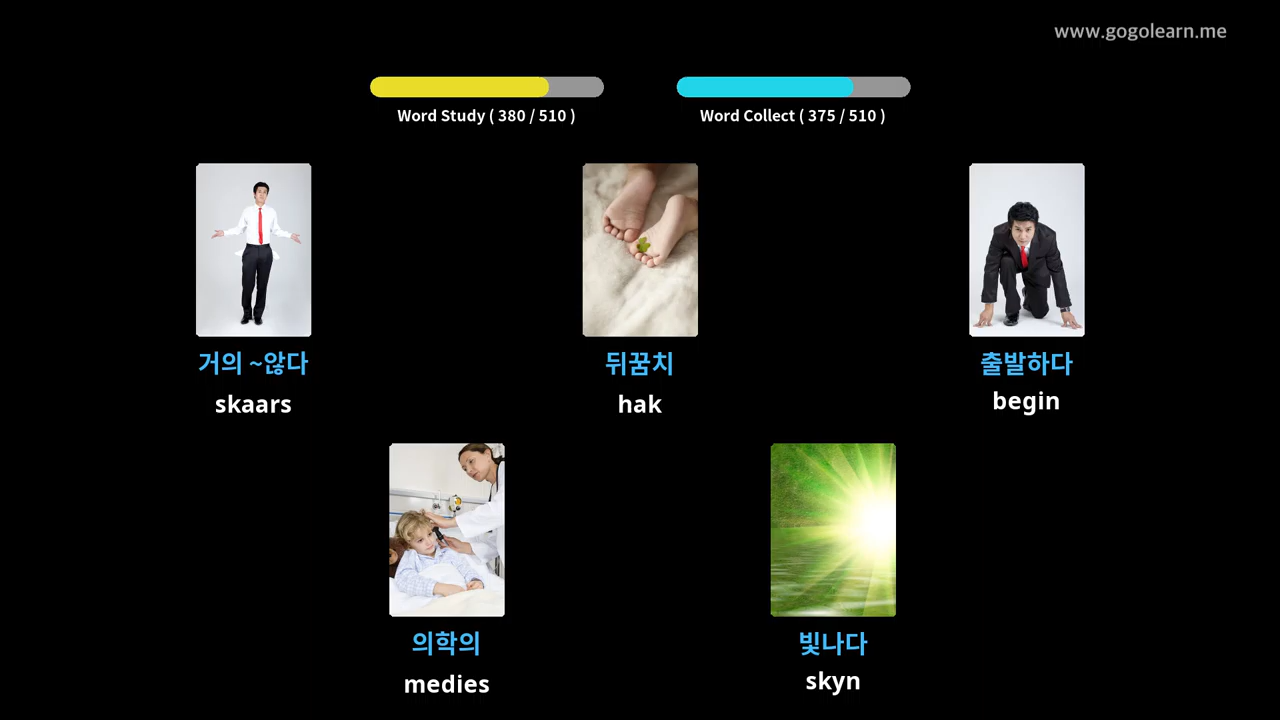 www.gogolearn.me
Word Study ( 380 / 510 )
Word Collect ( 375 / 510 )
거의 ~않다
skaars
뒤꿈치
hak
출발하다
begin
의학의
medies
빛나다
skyn